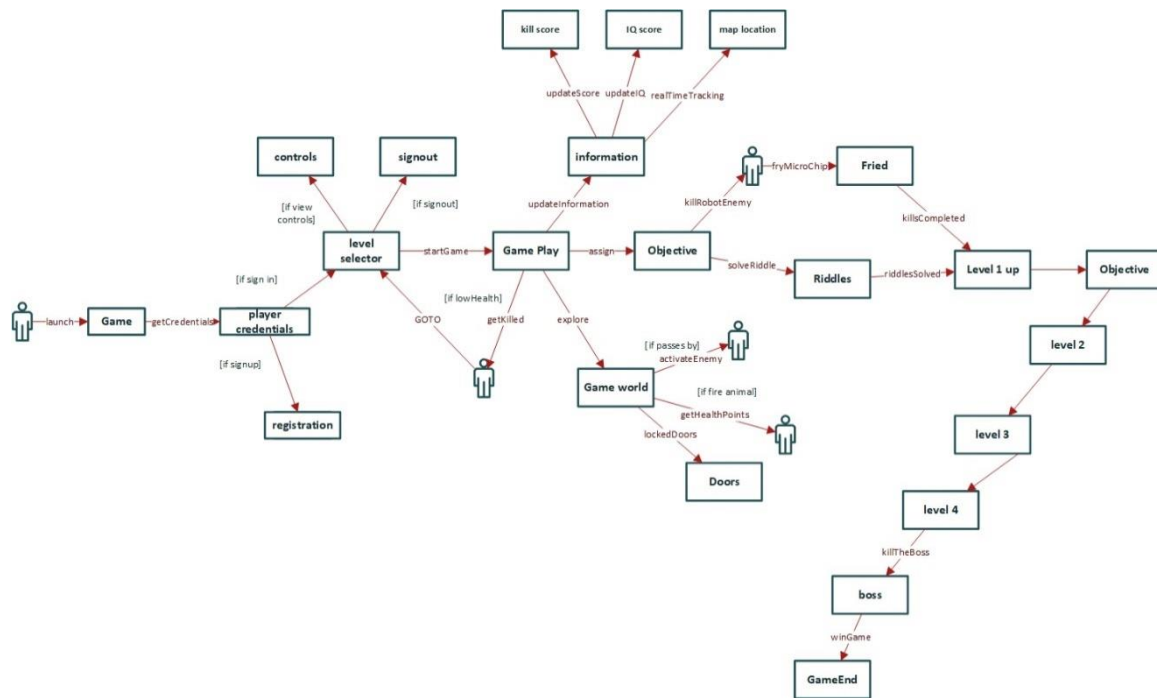 kill score
IQ score
map location
updateScore
updateIQ
realTimeTracking
controls
signout
information
Fried
fryMicroChip
[if view
controls]
[if signout]
updateInformation
killRobotEnemy
killsCompleted
level
selector
startGame
Game Play
assign
Objective
solveRiddle
Riddles
riddlesSolved
Level 1 up
Objective
[if sign in]
[if lowHealth]
getKilled
GOTO
explore
launch
Game
getCredentials
player
credentials
[if passes by]
activateEnemy
level 2
[if signup]
Game world
[if fire animal]
getHealthPoints
registration
lockedDoors
level 3
Doors
level 4
killTheBoss
boss
winGame
GameEnd